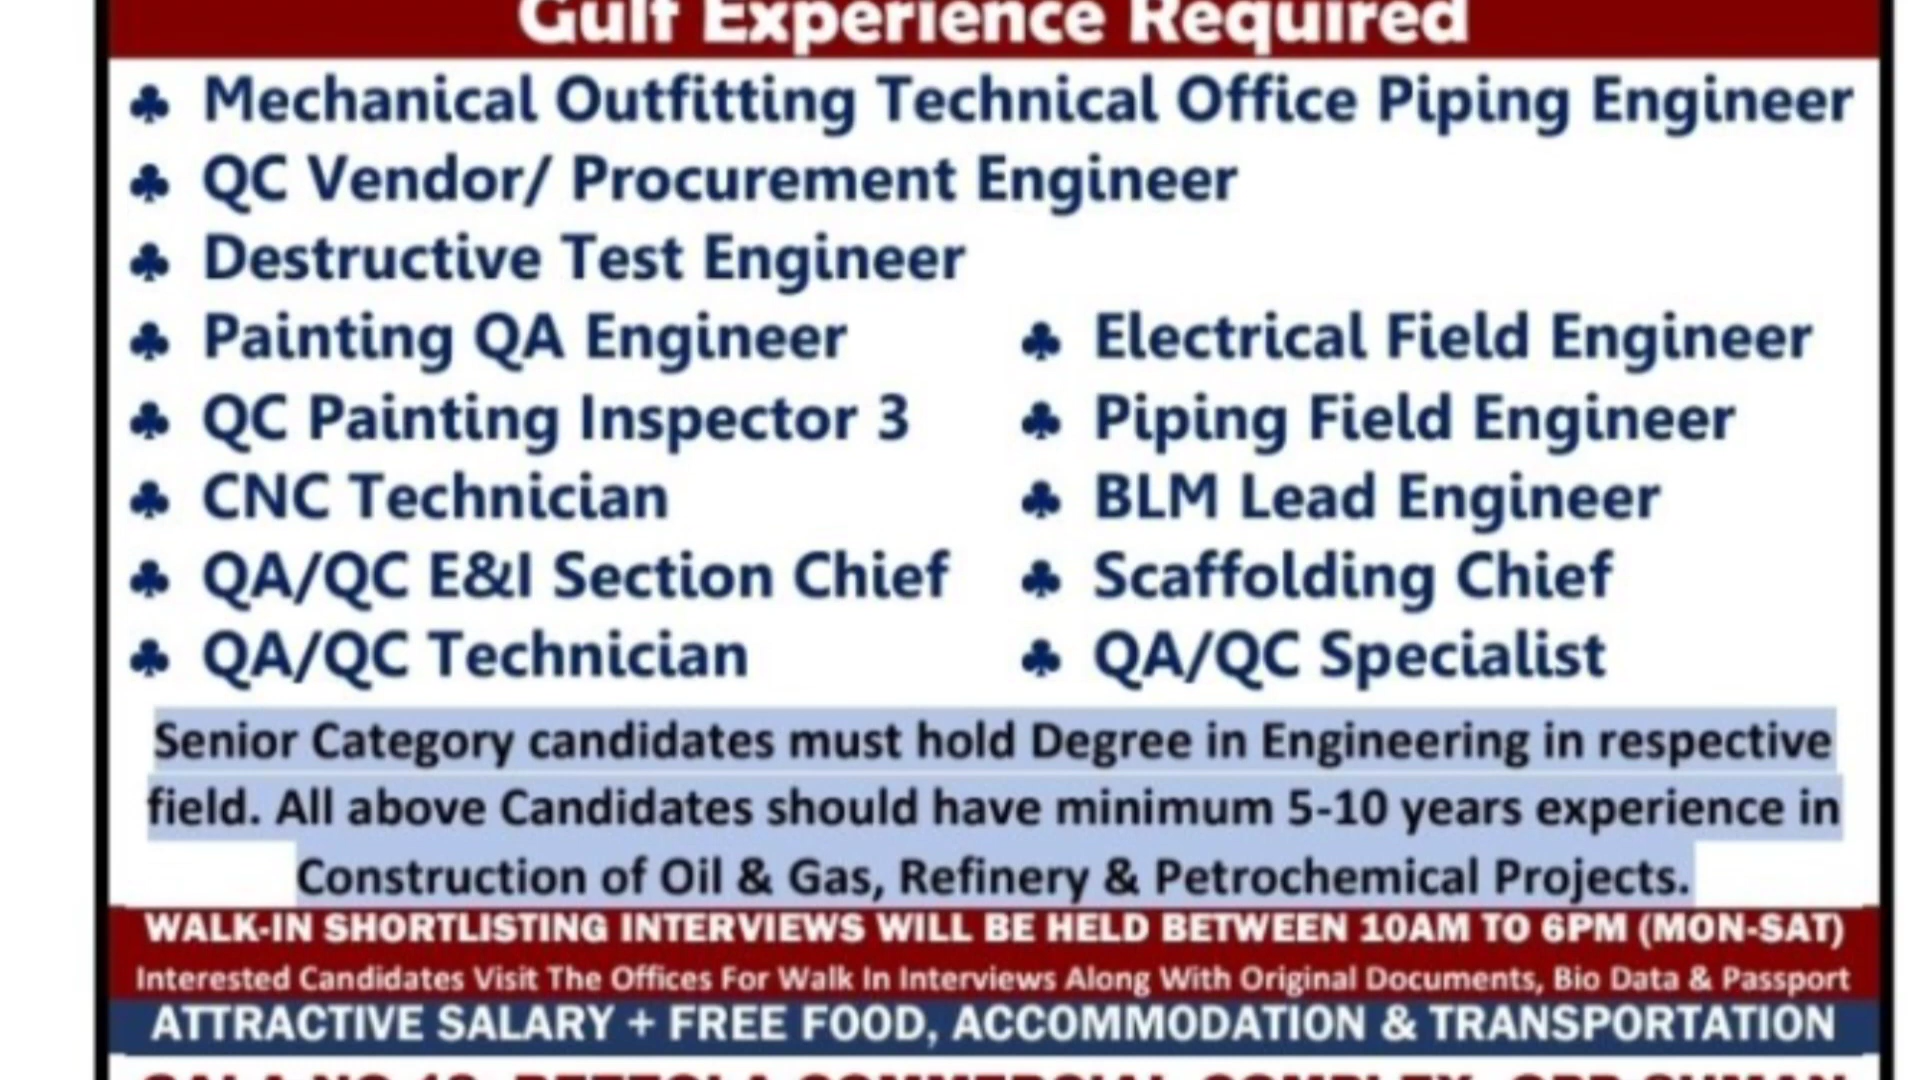 Gulf Experience Required
♣ Mechanical Outfitting Technical Office Piping Engineer
♣ QC Vendor/ Procurement Engineer
♣ Destructive Test Engineer
♣ Painting QA Engineer ♣ Electrical Field Engineer
♣ QC Painting Inspector 3 ♣ Piping Field Engineer
♣ CNC Technician ♣ BLM Lead Engineer
♣ QA/QC E&I Section Chief ♣ Scaffolding Chief
♣ QA/QC Technician ♣ QA/QC Specialist
Senior Category candidates must hold Degree in Engineering in respective
field. All above Candidates should have minimum 5-10 years experience in
Construction of Oil & Gas, Refinery & Petrochemical Projects.
WALK-IN SHORTLISTING INTERVIEWS WILL BE HELD BETWEEN 10AM TO 6PM (MON-SAT)
Interested Candidates Visit The Offices For Walk In Interviews Along With Original Documents, Bio Data & Passport
ATTRACTIVE SALARY + FREE FOOD, ACCOMMODATION & TRANSPORTATION